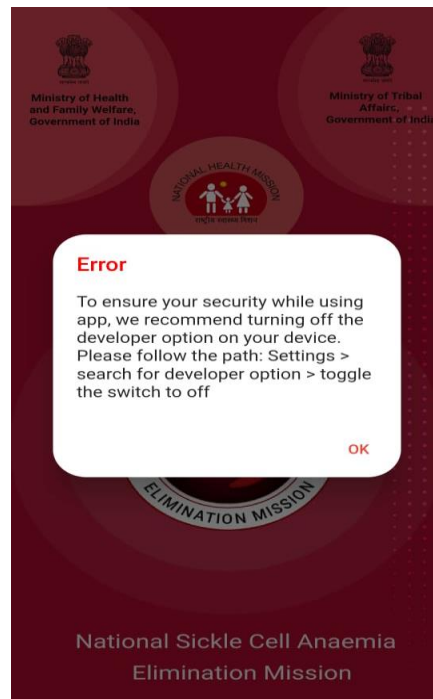 Ministry of Health
and Family Welfare,
Government of India
Ministry of Tribal
Affairc,
Government of India
NATIONAL HEALTH MISSION
राष्ट्रीय स्वास्थ्य मिशन
Error
To ensure your security while using
app, we recommend turning off the
developer option on your device.
Please follow the path: Settings >
search for developer option > toggle
the switch to off
OK
ELIMINATION MISSION
National Sickle Cell Anaemia
Elimination Mission